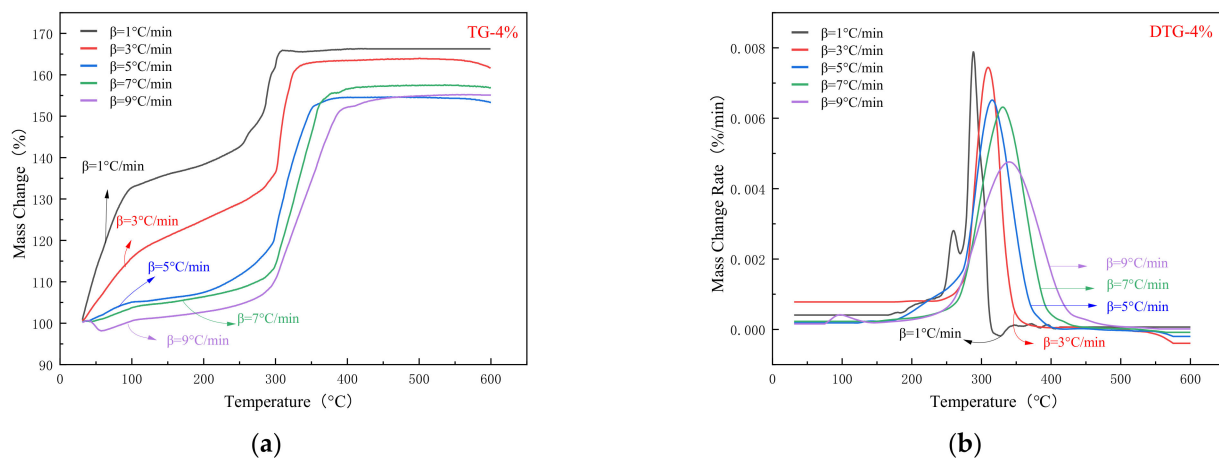 TG-4%
β=1°C/min
β=3°C/min
β=5°C/min
β=7°C/min
β=9°C/min
170
160
150
140
130
120
110
100
90
Mass Change (%)
β=1°C/min
β=3°C/min
β=5°C/min
β=7°C/min
β=9°C/min
0 100 200 300 400 500 600
Temperature (°C)
(a)
DTG-4%
β=1°C/min
β=3°C/min
β=5°C/min
β=7°C/min
β=9°C/min
0.008
0.006
0.004
0.002
0.000
Mass Change Rate (%/min)
β=9°C/min
β=7°C/min
β=5°C/min
β=1°C/min
β=3°C/min
0 100 200 300 400 500 600
Temperature (℃)
(b)